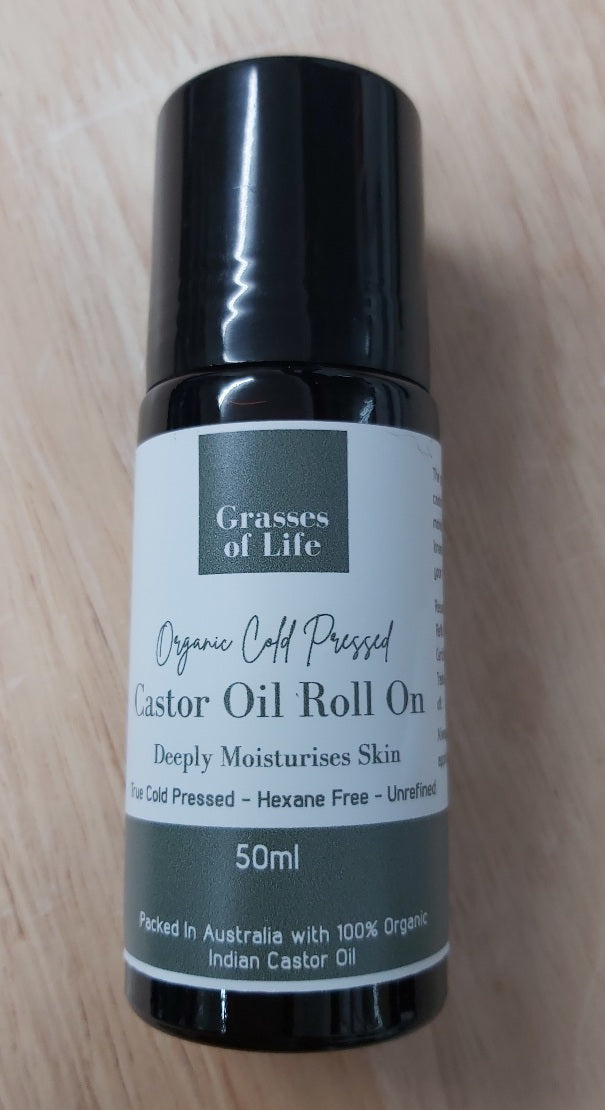 Grasses
of Life
Organic Cold Pressed
Castor Oil Roll On
Deeply Moisturises Skin
True Cold Pressed - Hexane Free - Unrefined
50ml
Packed In Australia with 100% Organic
Indian Castor Oil